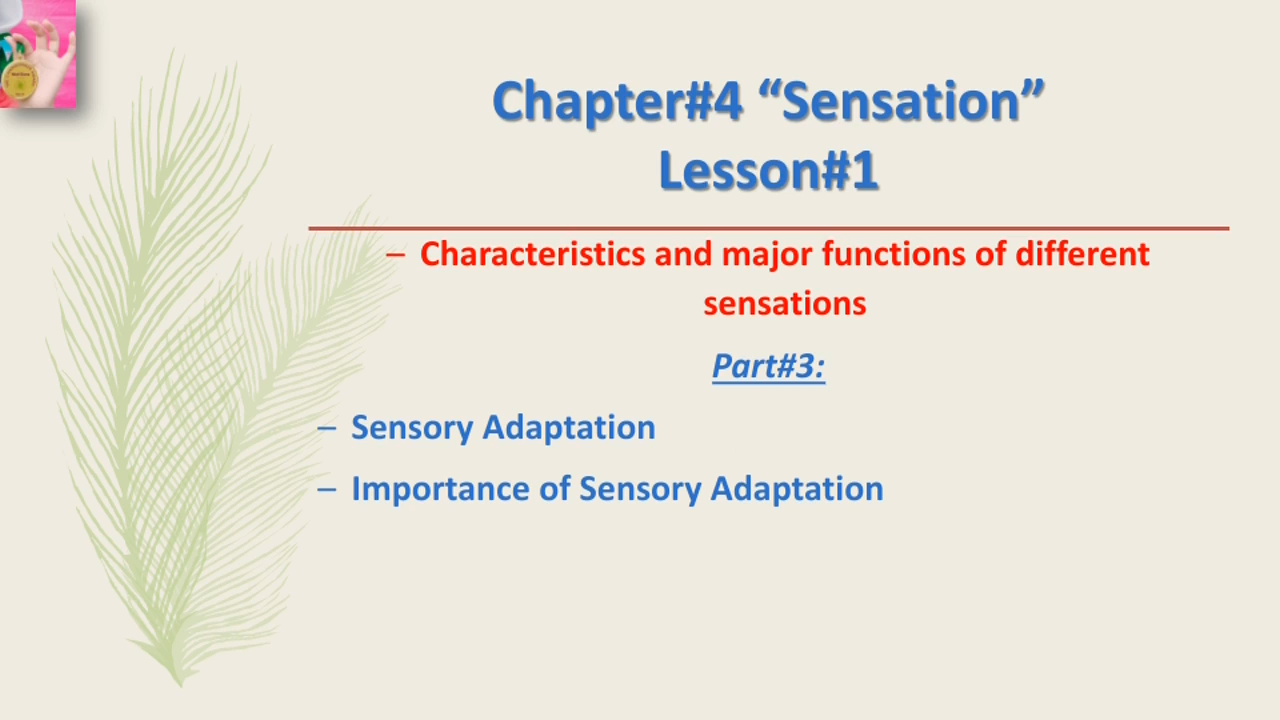 Chapter#4 “Sensation”
Lesson#1
– Characteristics and major functions of different
sensations
Part#3:
– Sensory Adaptation
– Importance of Sensory Adaptation